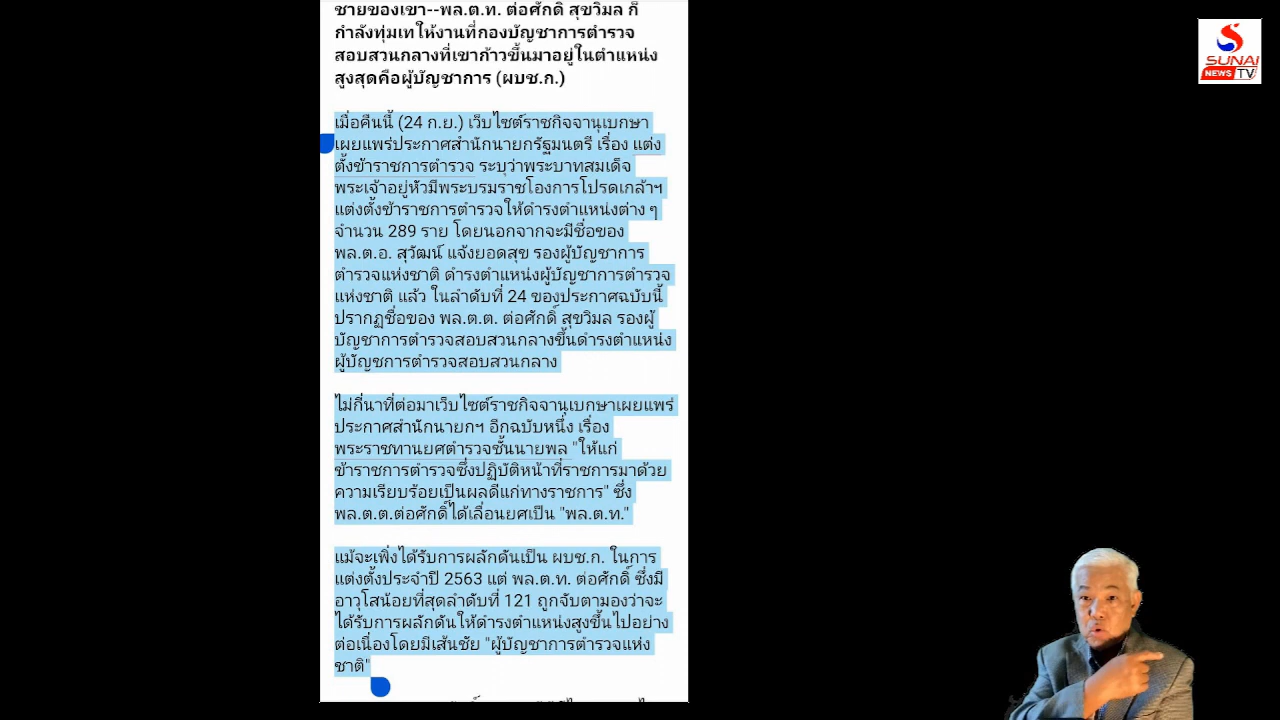 ชายของเขา--พล.ต.ท. ต่อศักดิ์ สุขวิมล ก็
กำลังทุ่มเทให้งานที่กองบัญชาการตำรวจ
สอบสวนกลางที่เขาก้าวขึ้นมาอยู่ในตำแหน่ง
สูงสุดคือผู้บัญชาการ (ผบช.ก.)
เมื่อคืนนี้ (24 ก.ย.) เว็บไซต์ราชกิจจานุเบกษา
เผยแพร่ประกาศสำนักนายกรัฐมนตรี เรื่อง แต่ง
ตั้งข้าราชการตำรวจ ระบุว่าพระบาทสมเด็จ
พระเจ้าอยู่หัวมีพระบรมราชโองการโปรดเกล้าฯ
แต่งตั้งข้าราชการตำรวจให้ดำรงตำแหน่งต่าง ๆ
จำนวน 289 ราย โดยนอกจากจะมีชื่อของ
พล.ต.อ. สุวัฒน์ แจ้งยอดสุข รองผู้บัญชาการ
ตำรวจแห่งชาติ ดำรงตำแหน่งผู้บัญชาการตำรวจ
แห่งชาติ แล้ว ในลำดับที่ 24 ของประกาศฉบับนี้
ปรากฏชื่อของ พล.ต.ต. ต่อศักดิ์ สุขวิมล รองผู้
บัญชาการตำรวจสอบสวนกลางขึ้นดำรงตำแหน่ง
ผู้บัญชการตำรวจสอบสวนกลาง
ไม่กี่นาทีต่อมาเว็บไซต์ราชกิจจานุเบกษาเผยแพร่
ประกาศสำนักนายกฯ อีกฉบับหนึ่ง เรื่อง
พระราชทานยศตำรวจชั้นนายพล "ให้แก่
ข้าราชการตำรวจซึ่งปฏิบัติหน้าที่ราชการมาด้วย
ความเรียบร้อยเป็นผลดีแก่ทางราชการ" ซึ่ง
พล.ต.ต.ต่อศักดิ์ได้เลื่อนยศเป็น "พล.ต.ท."
แม้จะเพิ่งได้รับการผลักดันเป็น ผบช.ก. ในการ
แต่งตั้งประจำปี 2563 แต่ พล.ต.ท. ต่อศักดิ์ ซึ่งมี
อาวุโสน้อยที่สุดลำดับที่ 121 ถูกจับตามองว่าจะ
ได้รับการผลักดันให้ดำรงตำแหน่งสูงขึ้นไปอย่าง
ต่อเนื่องโดยมีเส้นชัย "ผู้บัญชาการตำรวจแห่ง
ชาติ"
SUNAI
NEWS TV